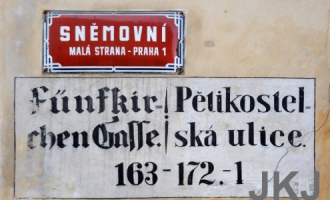 SNĚMOVNÍ
MALÁ STRANA - PRAHA 1
Fünfkir-
chen Gasse.
Pětikostel-
ská ulice.
163-172.-1
JKJ